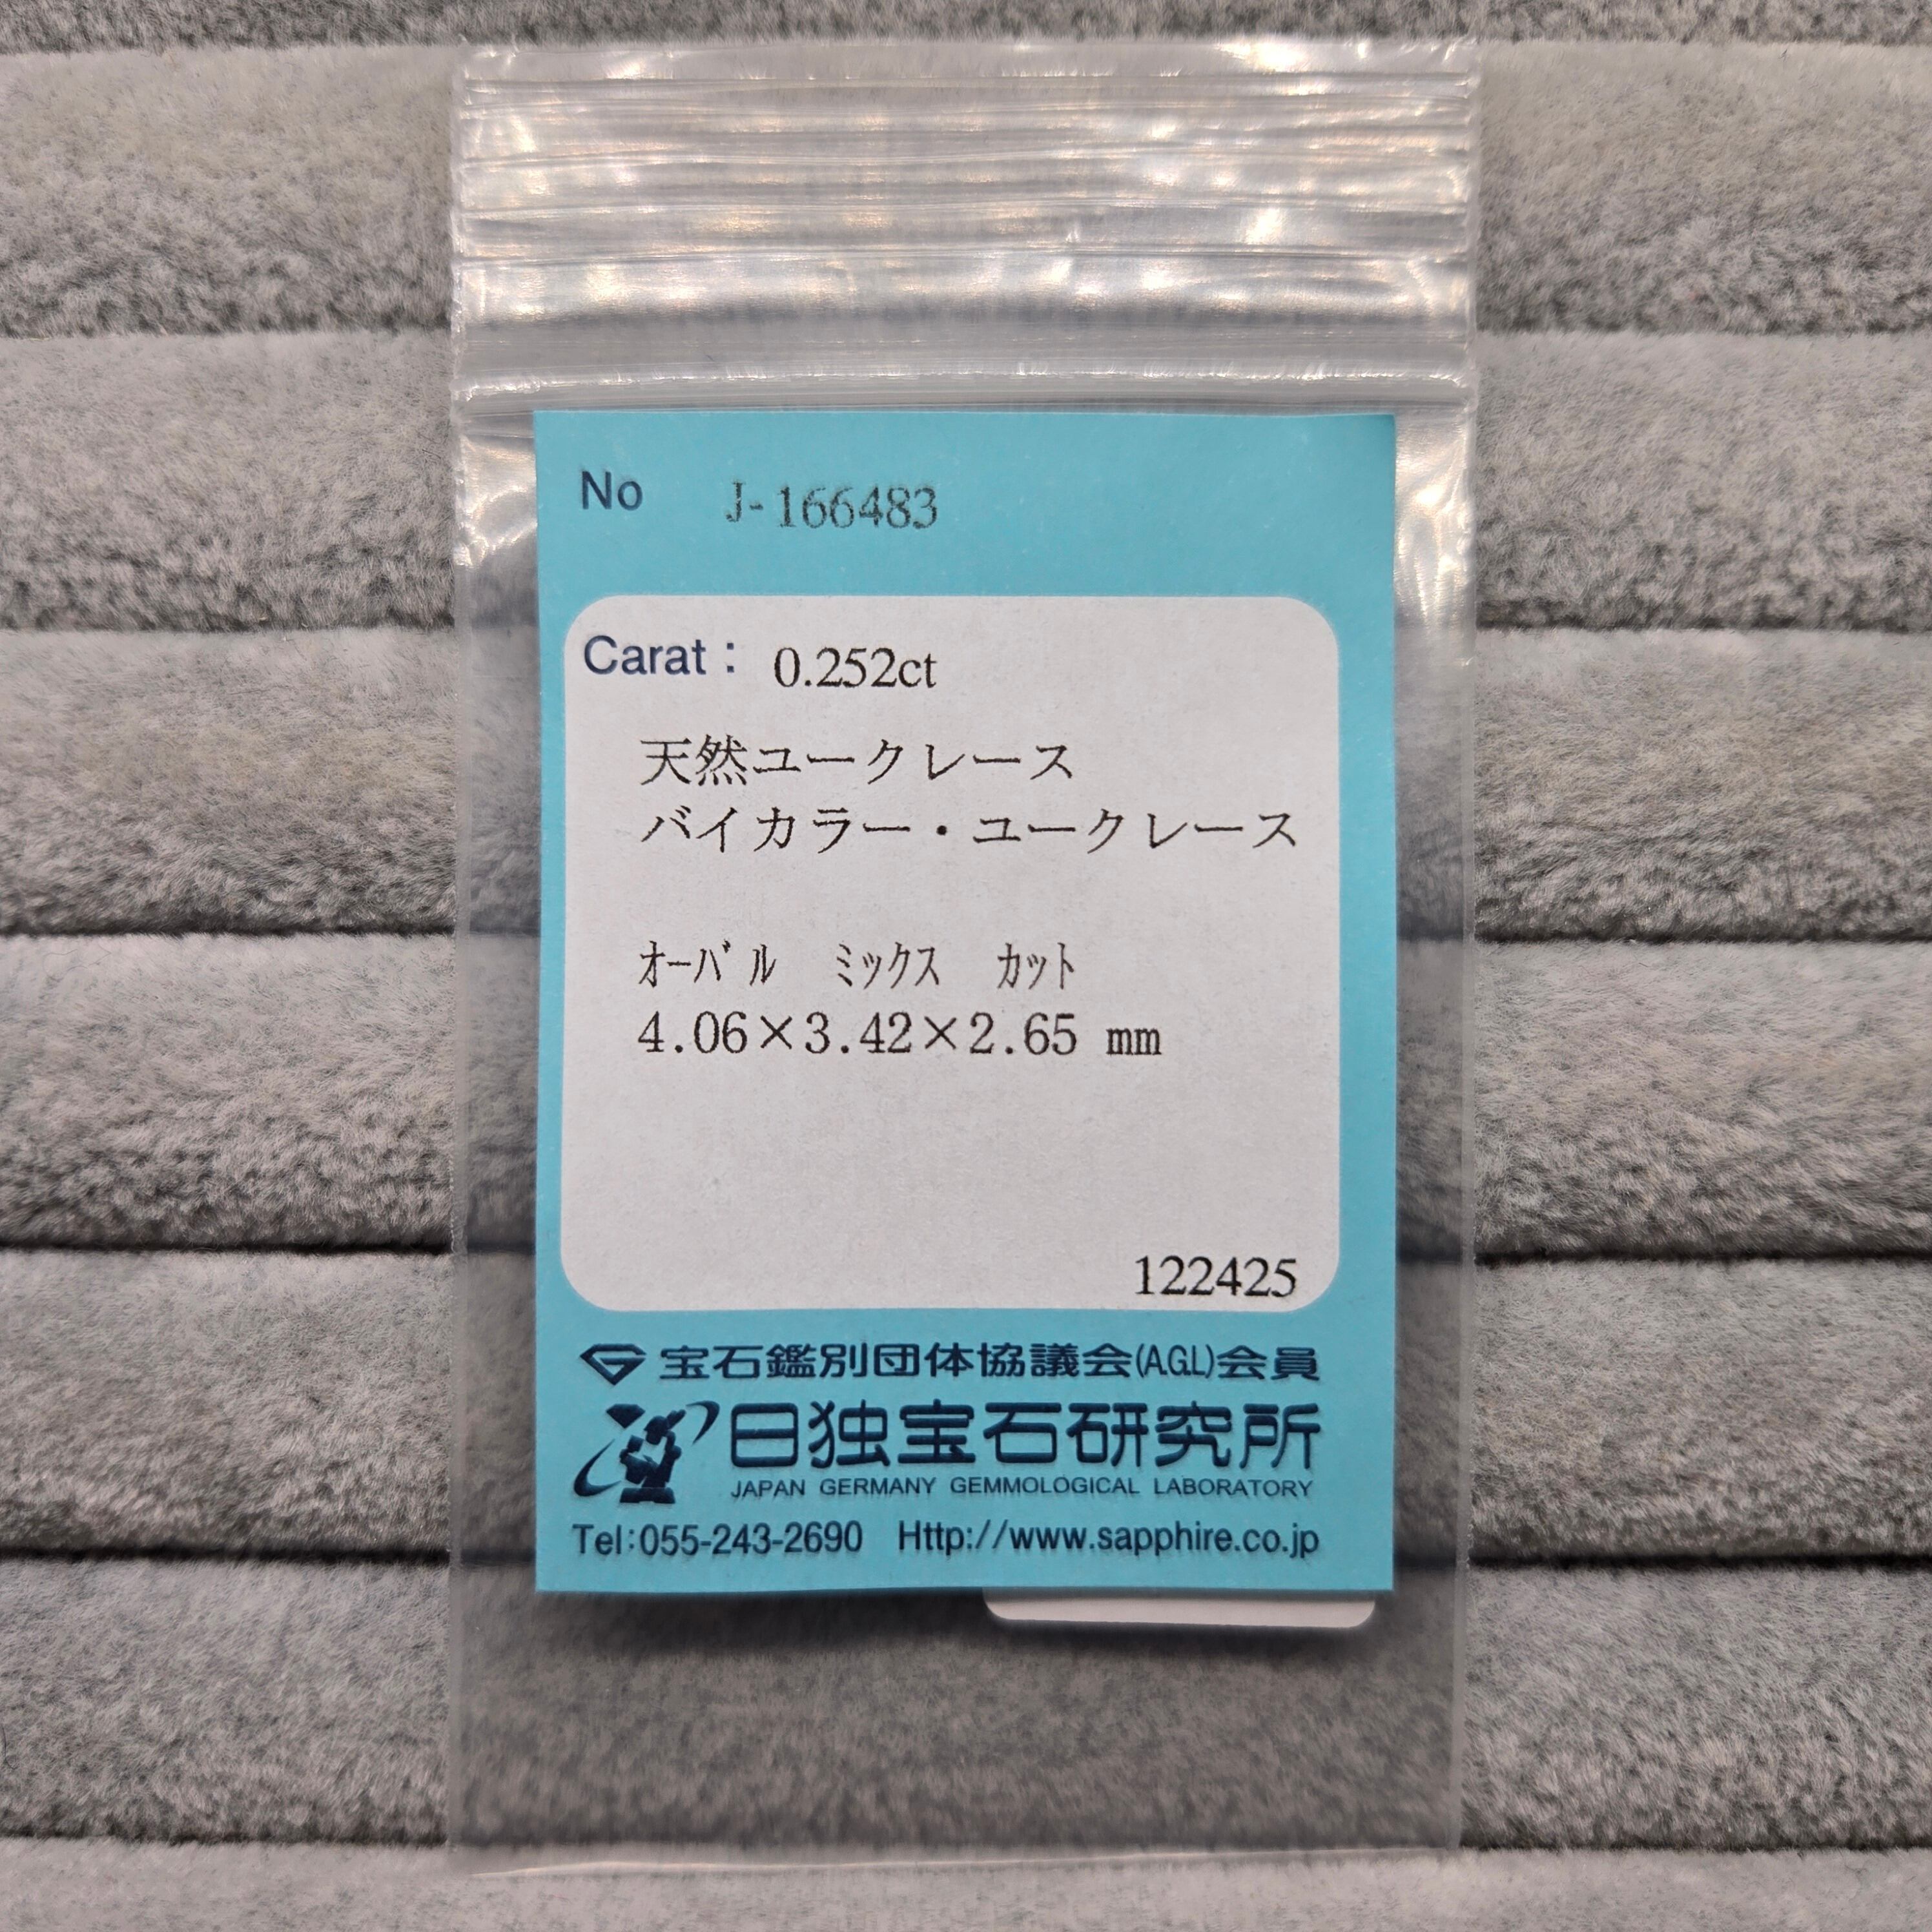 No J-166483
Carat： 0.252ct
天然ユークレース
バイカラー・ユークレース
ｵｰﾊﾞﾙ ﾐｯｸｽ ｶｯﾄ
4.06×3.42×2.65 mm
122425
宝石鑑別団体協議会(A.G.L)会員
日独宝石研究所
JAPAN GERMANY GEMMOLOGICAL LABORATORY
Tel:055-243-2690 Http://www.sapphire.co.jp